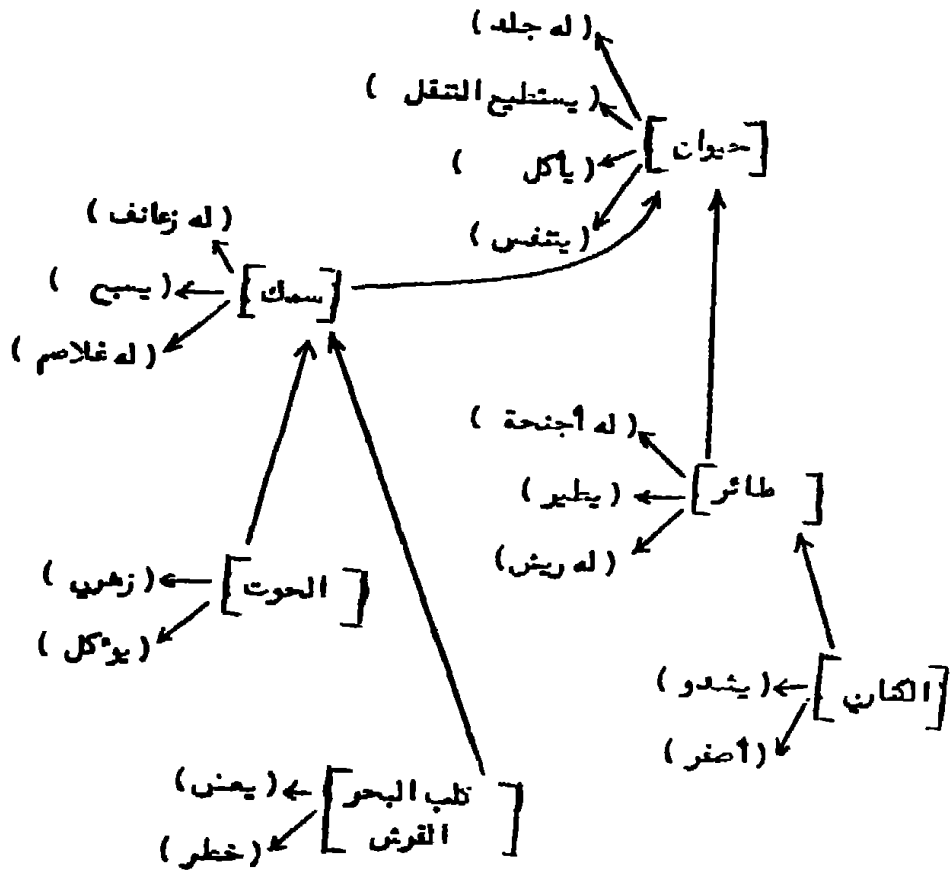 ( له جلد )
( يستطيع التنقل )
[ حيوان ]
( يأكل )
( يتنفس )
( له زعانف )
[ سمك ]
( يسبح )
( له غلاصم )
( له أجنحة )
[ طائر ]
( يطير )
( له ريش )
[ الحوت ]
( زهري )
( يؤكل )
[ الكناري ]
( يشدو )
( أصفر )
[ كلب البحر
القرش ]
( يعض )
( خطر )